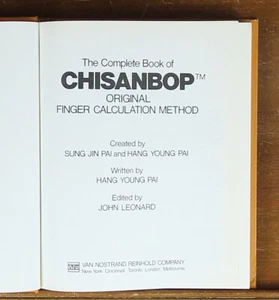 The Complete Book of
CHISANBOP™
ORIGINAL
FINGER CALCULATION METHOD
Created by
SUNG JIN PAI and HANG YOUNG PAI
Written by
HANG YOUNG PAI
Edited by
JOHN LEONARD
VAN NOSTRAND REINHOLD COMPANY
New York Cincinnati Toronto London Melbourne